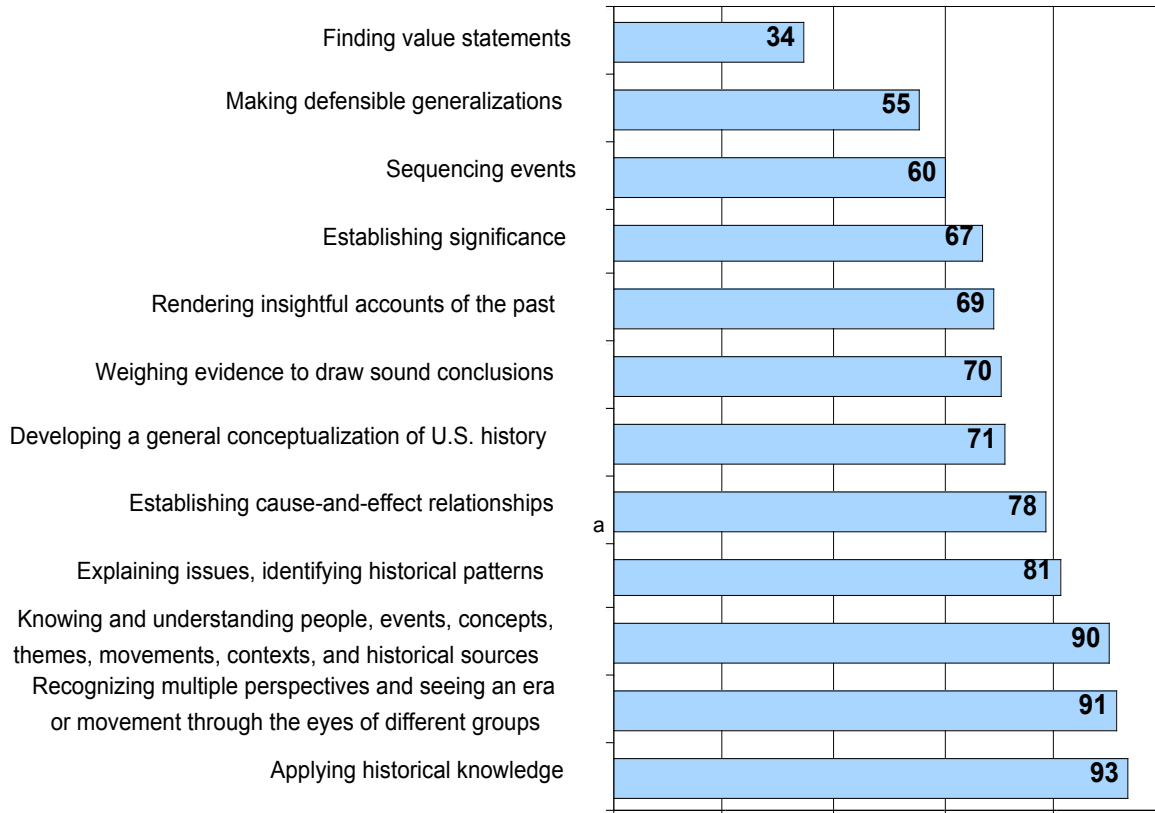 Finding value statements 34
Making defensible generalizations 55
Sequencing events 60
Establishing significance 67
Rendering insightful accounts of the past 69
Weighing evidence to draw sound conclusions 70
Developing a general conceptualization of U.S. history 71
Establishing cause-and-effect relationships 78
a
Explaining issues, identifying historical patterns 81
Knowing and understanding people, events, concepts,
themes, movements, contexts, and historical sources 90
Recognizing multiple perspectives and seeing an era
or movement through the eyes of different groups 91
Applying historical knowledge 93